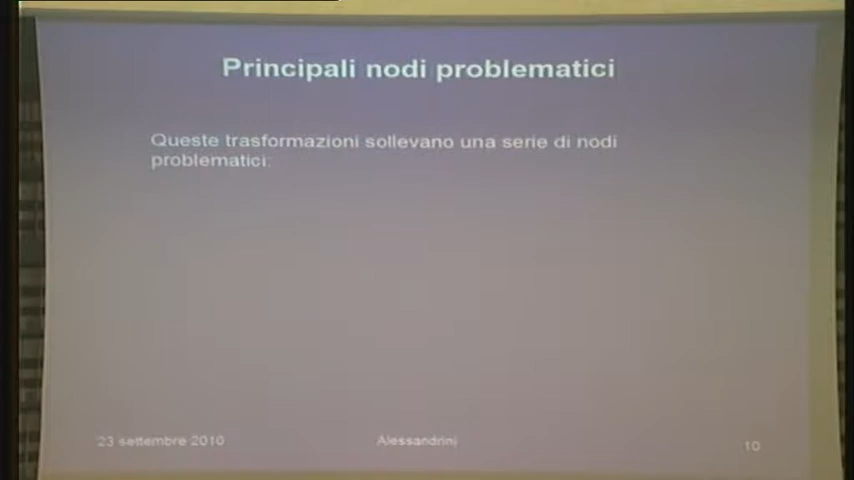 Principali nodi problematici
Queste trasformazioni sollevano una serie di nodi
problematici:
23 settembre 2010
Alessandrini
10